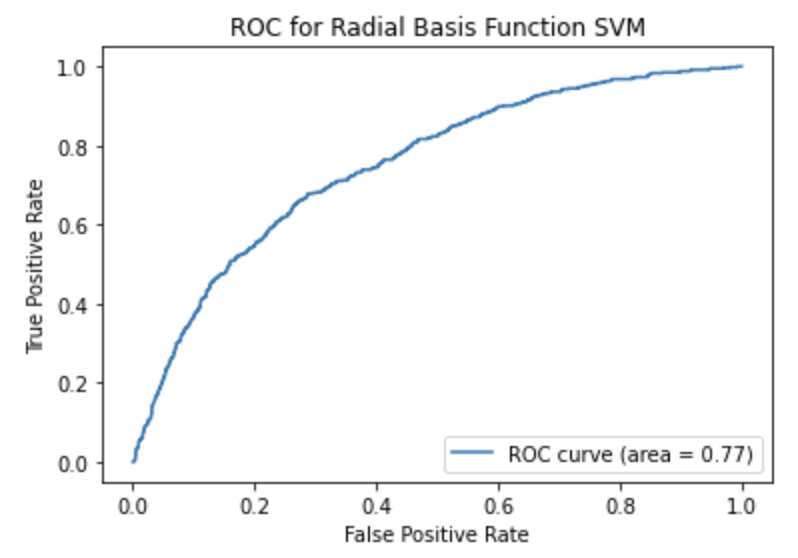 ROC for Radial Basis Function SVM
1.0
0.8
0.6
0.4
0.2
0.0
True Positive Rate
ROC curve (area = 0.77)
0.0 0.2 0.4 0.6 0.8 1.0
False Positive Rate